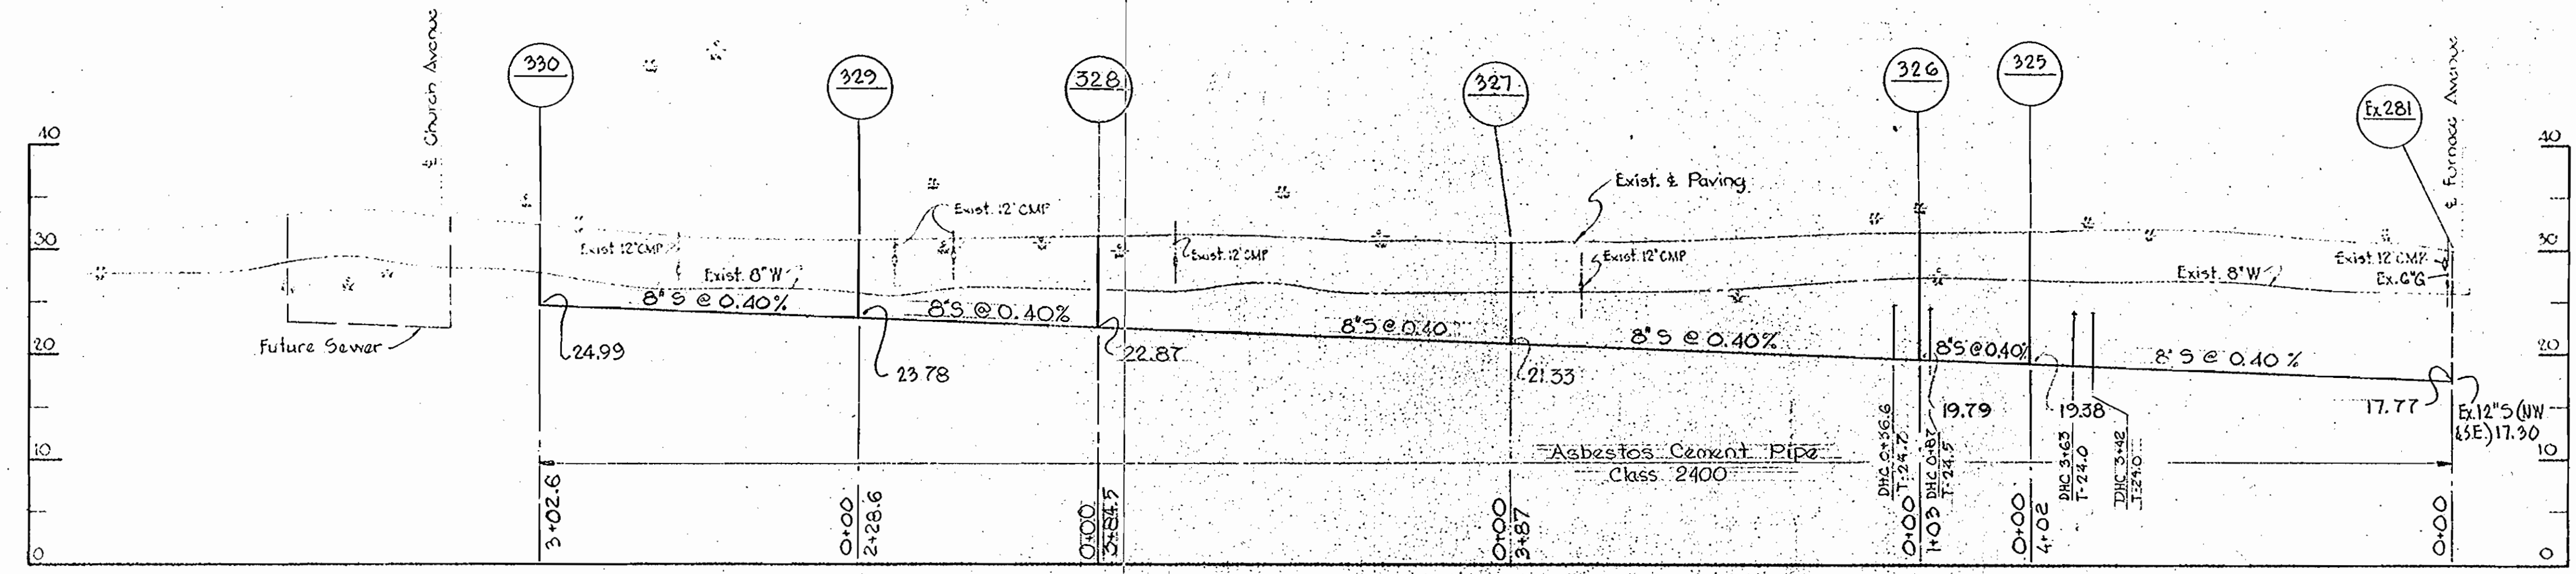 ℄ Church Avenue
330
329
328
327
326
325
Ex 281
℄ Furnace Avenue
40
30
20
10
0
40
30
20
10
0
Exist. ℄ Paving
Exist. 12" CMP
Exist 12" CMP
Exist. 12" CMP
Exist. 12" CMP
Exist. 12" CMP
Ex. 6" G
Exist. 8" W
Exist. 8" W
8" S @ 0.40%
8" S @ 0.40%
8" S @ 0.40
8" S @ 0.40%
8" S @ 0.40%
8" S @ 0.40%
Future Sewer
24.99
23.78
22.87
21.33
19.79
19.38
17.77
Ex. 12" S (NW
& S.E.) 17.30
Asbestos Cement Pipe
Class 2400
DHC 0+36.6
T-24.7
DHC 0+87
T-24.5
DHC 3+63
T-24.0
DHC 3+42
T-24.0
3+02.6
0+00
2+28.6
0+00
3+84.5
0+00
3+87
0+00
1+03
0+00
4+02
0+00